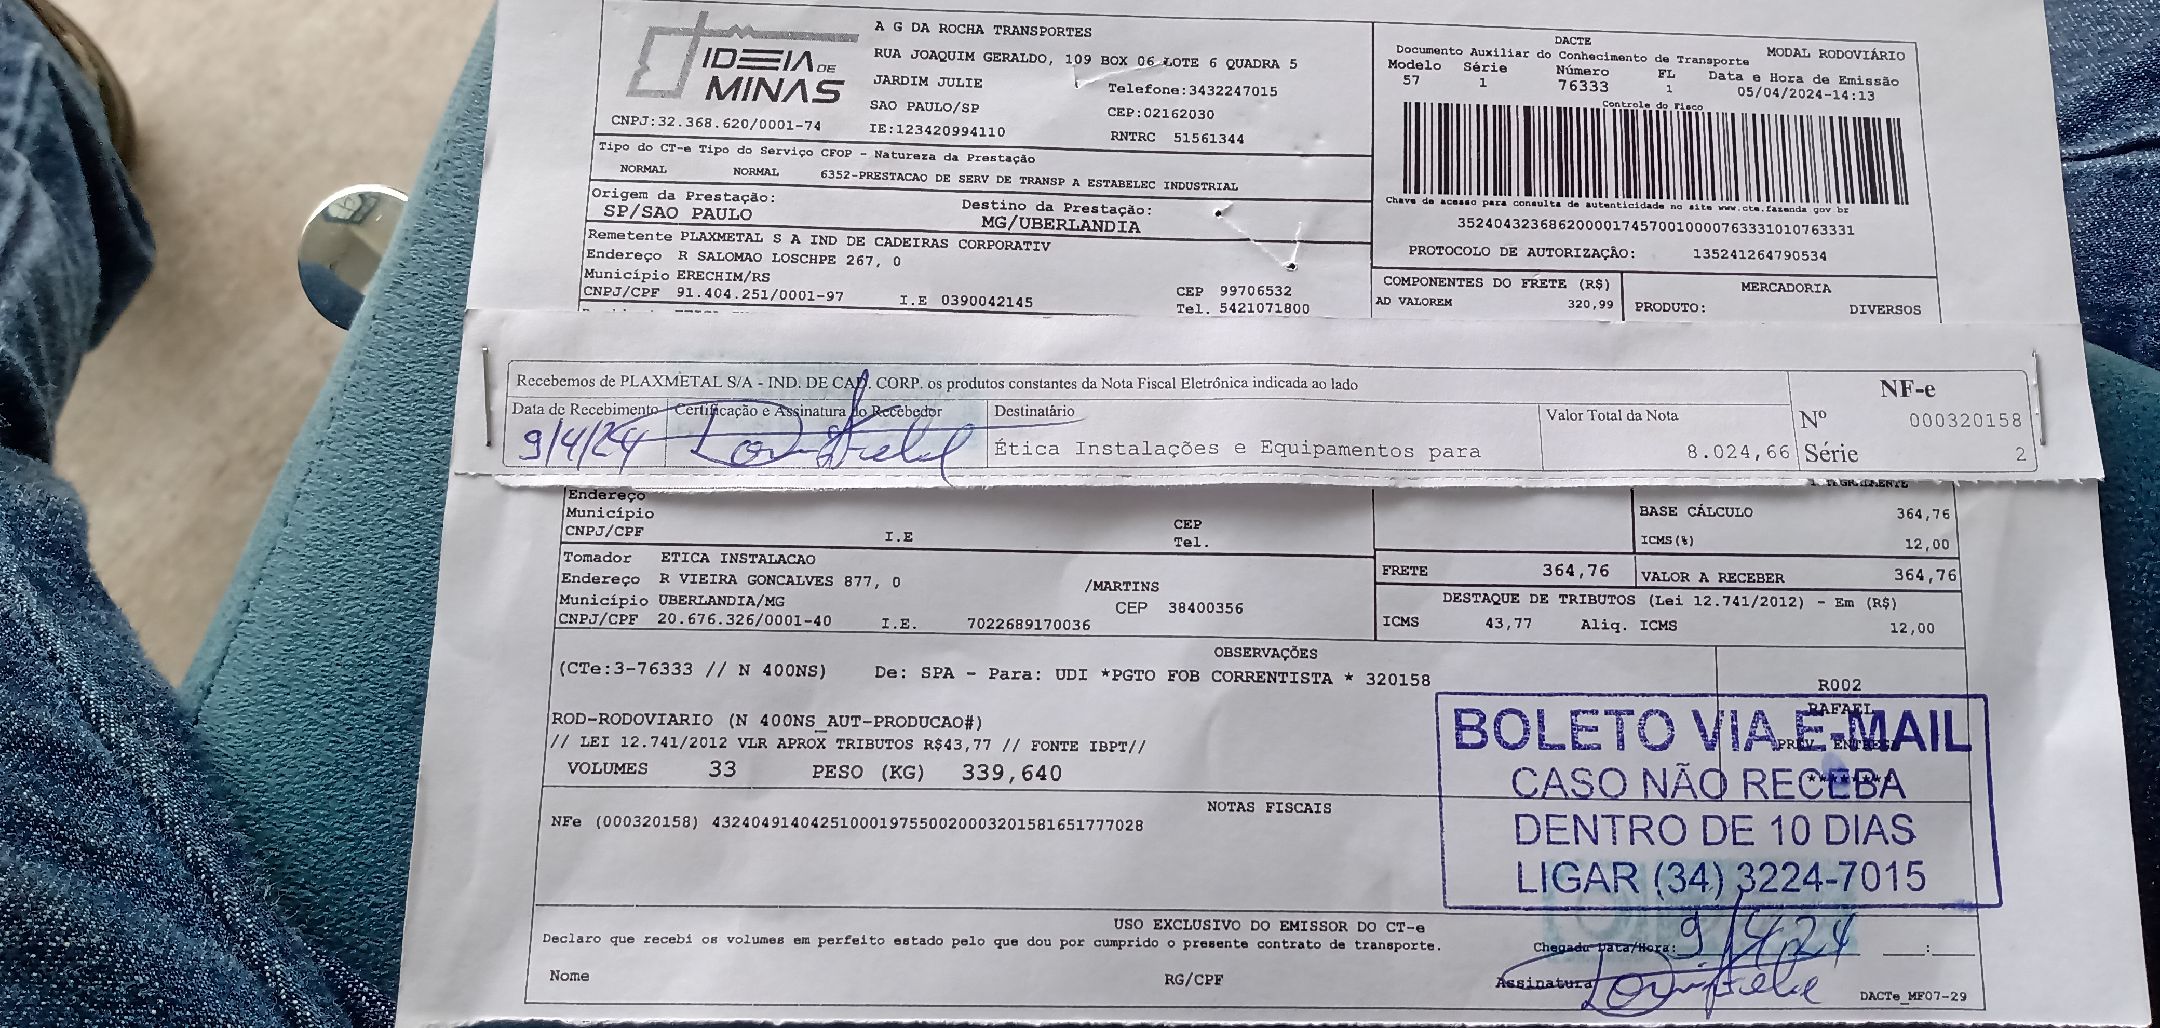 IDEIA DE
MINAS
CNPJ:32.368.620/0001-74
A G DA ROCHA TRANSPORTES
RUA JOAQUIM GERALDO, 109 BOX 06 LOTE 6 QUADRA 5
JARDIM JULIE Telefone:3432247015
SAO PAULO/SP CEP:02162030
IE:123420994110 RNTRC 51561344
DACTE
Documento Auxiliar do Conhecimento de Transporte MODAL RODOVIÁRIO
Modelo Série Número FL Data e Hora de Emissão
57 1 76333 1 05/04/2024-14:13
Controle do Fisco
Chave de acesso para consulta de autenticidade no site www.cte.fazenda gov br
35240432368620000174570010000763331010763331
PROTOCOLO DE AUTORIZAÇÃO: 135241264790534
Tipo do CT-e Tipo do Serviço CFOP - Natureza da Prestação
NORMAL NORMAL 6352-PRESTACAO DE SERV DE TRANSP A ESTABELEC INDUSTRIAL
Origem da Prestação: Destino da Prestação:
SP/SAO PAULO MG/UBERLANDIA
Remetente PLAXMETAL S A IND DE CADEIRAS CORPORATIV
Endereço R SALOMAO LOSCHPE 267, 0
Município ERECHIM/RS CEP 99706532
CNPJ/CPF 91.404.251/0001-97 I.E 0390042145 Tel. 5421071800
COMPONENTES DO FRETE (R$) MERCADORIA
AD VALOREM 320,99 PRODUTO: DIVERSOS
Recebemos de PLAXMETAL S/A - IND. DE CAD. CORP. os produtos constantes da Nota Fiscal Eletrônica indicada ao lado
NF-e
Data de Recebimento Certificação e Assinatura do Recebedor Destinatário Valor Total da Nota Nº 000320158
9/4/24 Ética Instalações e Equipamentos para 8.024,66 Série 2
Endereço
Município CEP
CNPJ/CPF I.E Tel.
BASE CÁLCULO 364,76
ICMS(%) 12,00
Tomador ETICA INSTALACAO
Endereço R VIEIRA GONCALVES 877, 0 /MARTINS
Município UBERLANDIA/MG CEP 38400356
CNPJ/CPF 20.676.326/0001-40 I.E. 7022689170036
FRETE 364,76 VALOR A RECEBER 364,76
DESTAQUE DE TRIBUTOS (Lei 12.741/2012) - Em (R$)
ICMS 43,77 Aliq. ICMS 12,00
OBSERVAÇÕES
(CTe:3-76333 // N 400NS) De: SPA - Para: UDI *PGTO FOB CORRENTISTA * 320158
R002
RAFAEL
ROD-RODOVIARIO (N 400NS_AUT-PRODUCAO#)
// LEI 12.741/2012 VLR APROX TRIBUTOS R$43,77 // FONTE IBPT//
VOLUMES 33 PESO (KG) 339,640
BOLETO VIA E-MAIL
CASO NÃO RECEBA
DENTRO DE 10 DIAS
LIGAR (34) 3224-7015
NOTAS FISCAIS
NFe (000320158) 43240491404251000197550020003201581651777028
USO EXCLUSIVO DO EMISSOR DO CT-e
Declaro que recebi os volumes em perfeito estado pelo que dou por cumprido o presente contrato de transporte.
Chegada Data/Hora: 9/4/24 __:__
Nome RG/CPF Assinatura
DACTe_MF07-29